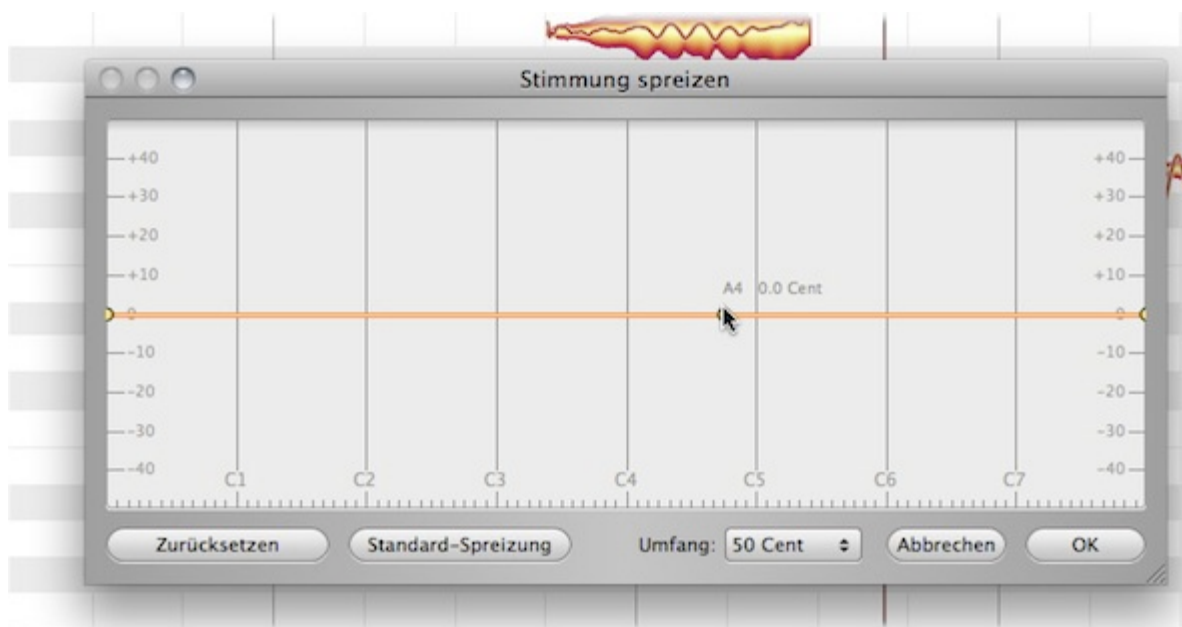 Stimmung spreizen
+40 +40
+30 +30
+20 +20
+10 +10
A4 0.0 Cent
0 0
-10 -10
-20 -20
-30 -30
-40 -40
C1 C2 C3 C4 C5 C6 C7
Zurücksetzen Standard-Spreizung Umfang: 50 Cent Abbrechen OK